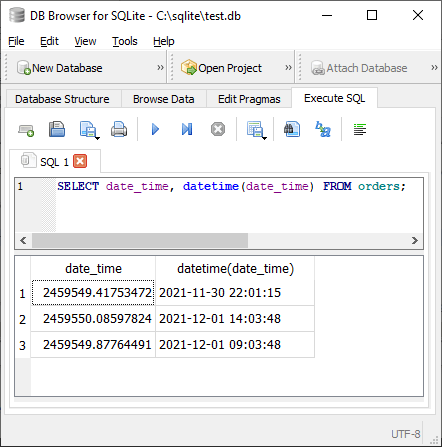 DB Browser for SQLite - C:\sqlite\test.db
File Edit View Tools Help
New Database Open Project Attach Database
Database Structure Browse Data Edit Pragmas Execute SQL
SQL 1
1 SELECT date_time, datetime(date_time) FROM orders;
date_time datetime(date_time)
1 2459549.41753472 2021-11-30 22:01:15
2 2459550.08597824 2021-12-01 14:03:48
3 2459549.87764491 2021-12-01 09:03:48
UTF-8